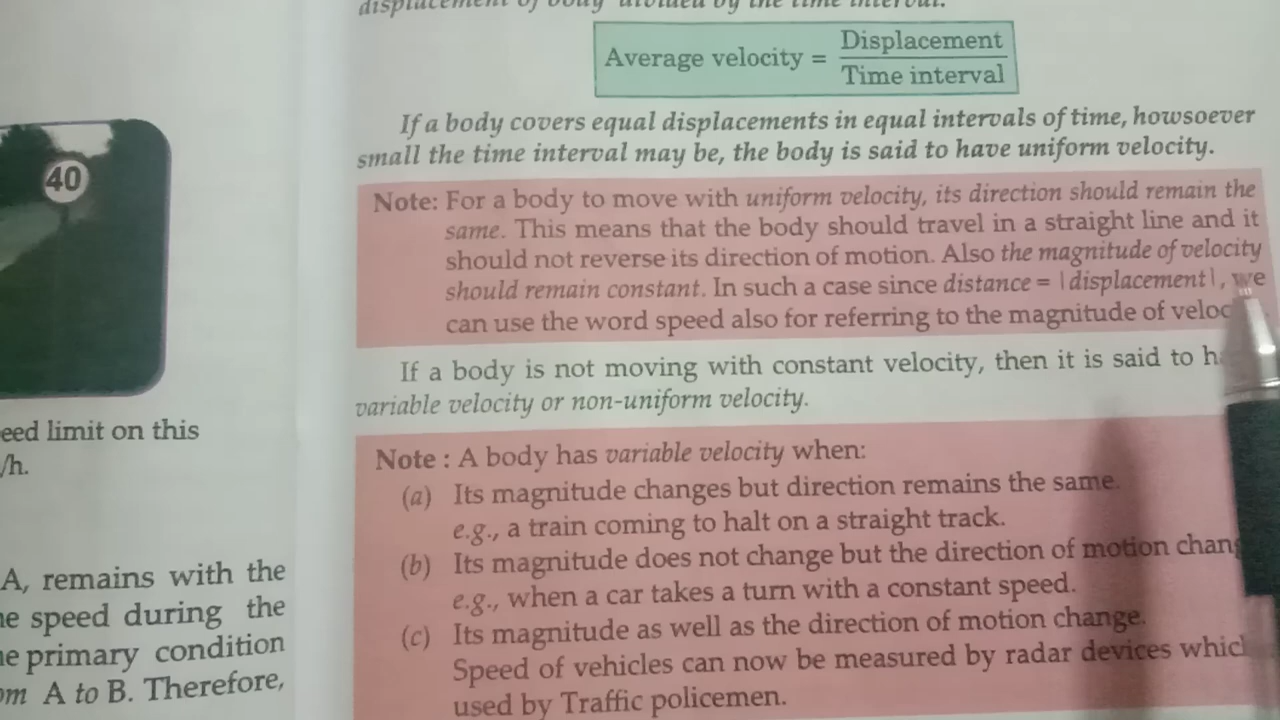 40
eed limit on this
/h.
A, remains with the
e speed during the
e primary condition
om A to B. Therefore,
displacement of body divided by the time interval.
Average velocity = Displacement
Time interval
If a body covers equal displacements in equal intervals of time, howsoever
small the time interval may be, the body is said to have uniform velocity.
Note: For a body to move with uniform velocity, its direction should remain the
same. This means that the body should travel in a straight line and it
should not reverse its direction of motion. Also the magnitude of velocity
should remain constant. In such a case since distance = |displacement|, we
can use the word speed also for referring to the magnitude of veloc
If a body is not moving with constant velocity, then it is said to h
variable velocity or non-uniform velocity.
Note : A body has variable velocity when:
(a) Its magnitude changes but direction remains the same.
e.g., a train coming to halt on a straight track.
(b) Its magnitude does not change but the direction of motion chang
e.g., when a car takes a turn with a constant speed.
(c) Its magnitude as well as the direction of motion change.
Speed of vehicles can now be measured by radar devices which
used by Traffic policemen.